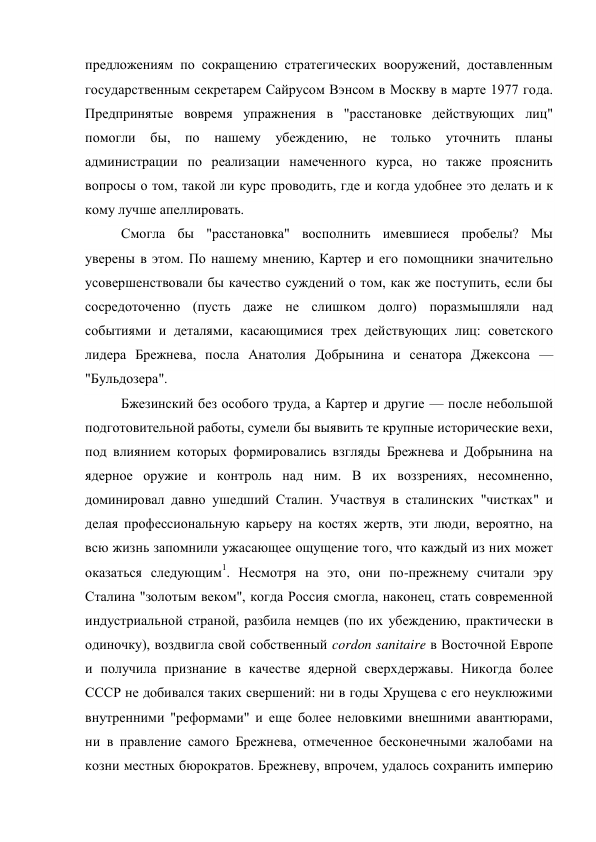 предложениям по сокращению стратегических вооружений, доставленным
государственным секретарем Сайрусом Вэнсом в Москву в марте 1977 года.
Предпринятые вовремя упражнения в "расстановке действующих лиц"
помогли бы, по нашему убеждению, не только уточнить планы
администрации по реализации намеченного курса, но также прояснить
вопросы о том, такой ли курс проводить, где и когда удобнее это делать и к
кому лучше апеллировать.
Смогла бы "расстановка" восполнить имевшиеся пробелы? Мы
уверены в этом. По нашему мнению, Картер и его помощники значительно
усовершенствовали бы качество суждений о том, как же поступить, если бы
сосредоточенно (пусть даже не слишком долго) поразмышляли над
событиями и деталями, касающимися трех действующих лиц: советского
лидера Брежнева, посла Анатолия Добрынина и сенатора Джексона —
"Бульдозера".
Бжезинский без особого труда, а Картер и другие — после небольшой
подготовительной работы, сумели бы выявить те крупные исторические вехи,
под влиянием которых формировались взгляды Брежнева и Добрынина на
ядерное оружие и контроль над ним. В их воззрениях, несомненно,
доминировал давно ушедший Сталин. Участвуя в сталинских "чистках" и
делая профессиональную карьеру на костях жертв, эти люди, вероятно, на
всю жизнь запомнили ужасающее ощущение того, что каждый из них может
оказаться следующим1. Несмотря на это, они по-прежнему считали эру
Сталина "золотым веком", когда Россия смогла, наконец, стать современной
индустриальной страной, разбила немцев (по их убеждению, практически в
одиночку), воздвигла свой собственный cordon sanitaire в Восточной Европе
и получила признание в качестве ядерной сверхдержавы. Никогда более
СССР не добивался таких свершений: ни в годы Хрущева с его неуклюжими
внутренними "реформами" и еще более неловкими внешними авантюрами,
ни в правление самого Брежнева, отмеченное бесконечными жалобами на
козни местных бюрократов. Брежневу, впрочем, удалось сохранить империю